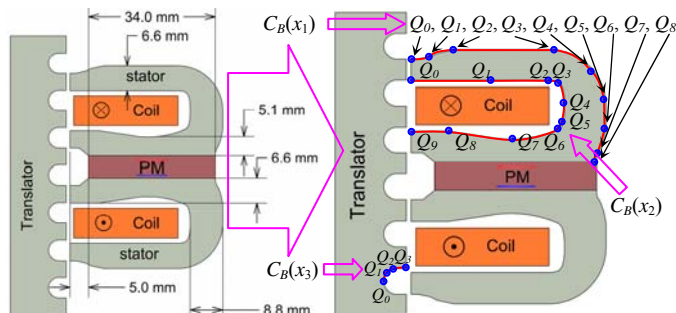 34.0 mm
6.6 mm
stator
Coil
5.1 mm
PM
6.6 mm
Coil
stator
Translator
5.0 mm
8.8 mm
C_B(x_1)
Q_0, Q_1, Q_2, Q_3, Q_4, Q_5, Q_6, Q_7, Q_8
Q_0 Q_1 Q_2 Q_3
Coil
Q_4
Q_5
Q_9 Q_8 Q_7 Q_6
PM
C_B(x_2)
Translator
Coil
C_B(x_3)
Q_2 Q_3
Q_1
Q_0